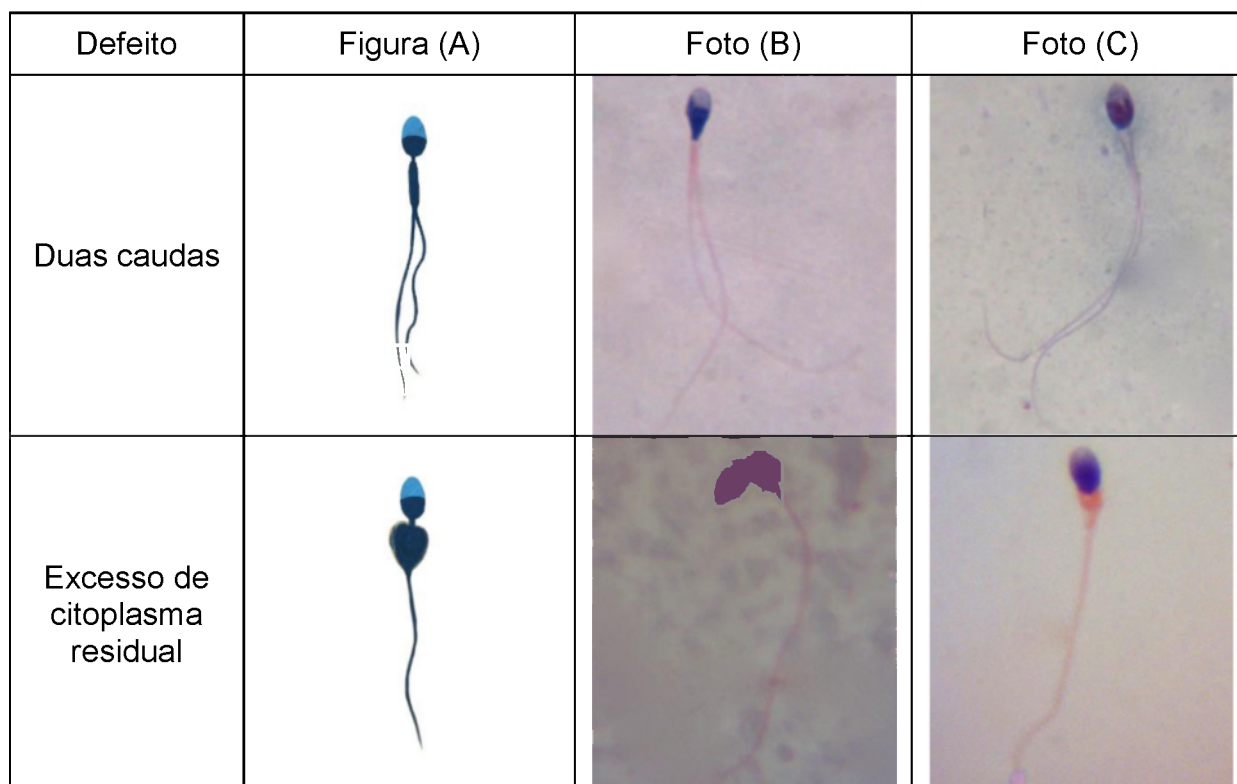 Defeito
Figura (A)
Foto (B)
Foto (C)
Duas caudas
Excesso de
citoplasma
residual